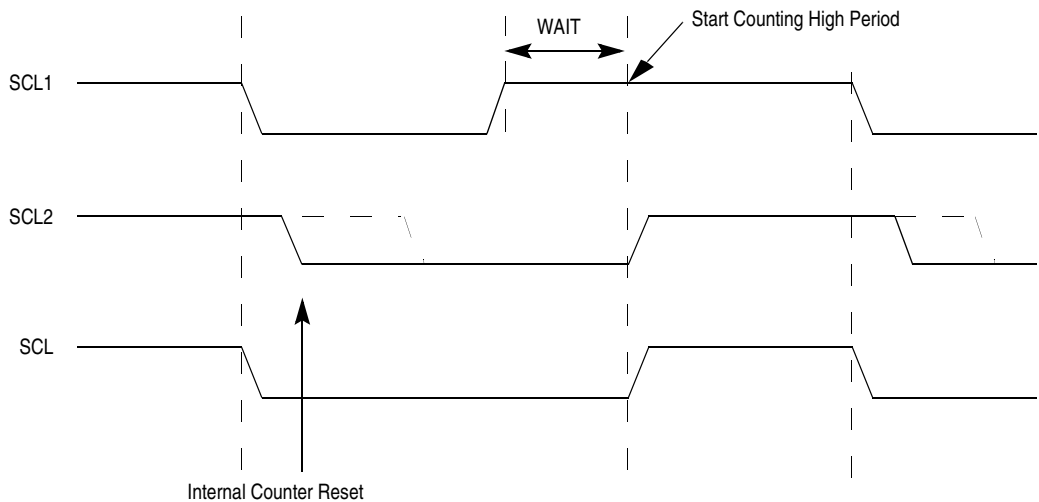 Start Counting High Period
WAIT
SCL1
SCL2
SCL
Internal Counter Reset